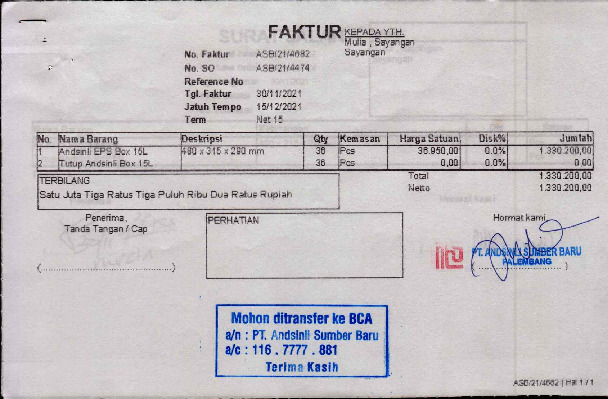 FAKTUR
KEPADA YTH.
Mulia , Sayangan
Sayangan
No. Faktur ASB/21/4682
No. SO ASB/21/4474
Reference No
Tgl. Faktur 30/11/2021
Jatuh Tempo 15/12/2021
Term Net 15
No. Nama Barang Deskripsi Qty Kemasan Harga Satuan Disk% Jumlah
1 Andsinli EPS Box 15L 480 x 315 x 290 mm 36 Pcs 36.950,00 0.0% 1.330.200,00
2 Tutup Andsinli Box 15L 36 Pcs 0,00 0.0% 0.00
Total 1.330.200,00
Netto 1.330.200,00
TERBILANG
Satu Juta Tiga Ratus Tiga Puluh Ribu Dua Ratus Rupiah
Penerima,
Tanda Tangan / Cap
(..............................)
PERHATIAN
Hormat kami
PT. ANDSINLI SUMBER BARU
PALEMBANG
(..............................)
Mohon ditransfer ke BCA
a/n : PT. Andsinli Sumber Baru
a/c : 116 . 7777 . 881
Terima Kasih
ASB/21/4682 | Hal 1 / 1